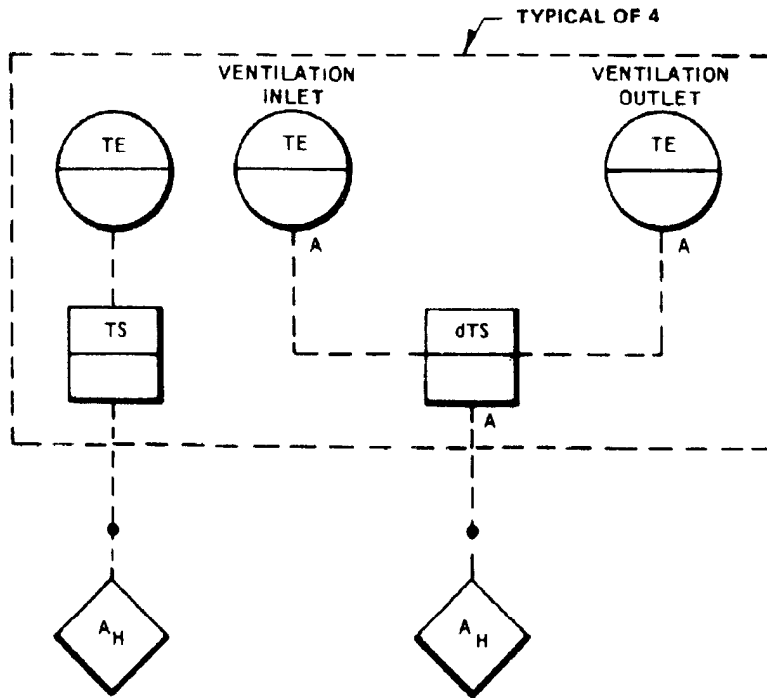 TYPICAL OF 4
VENTILATION
INLET
VENTILATION
OUTLET
TE
TE
TE
A
A
TS
dTS
A
AH
AH